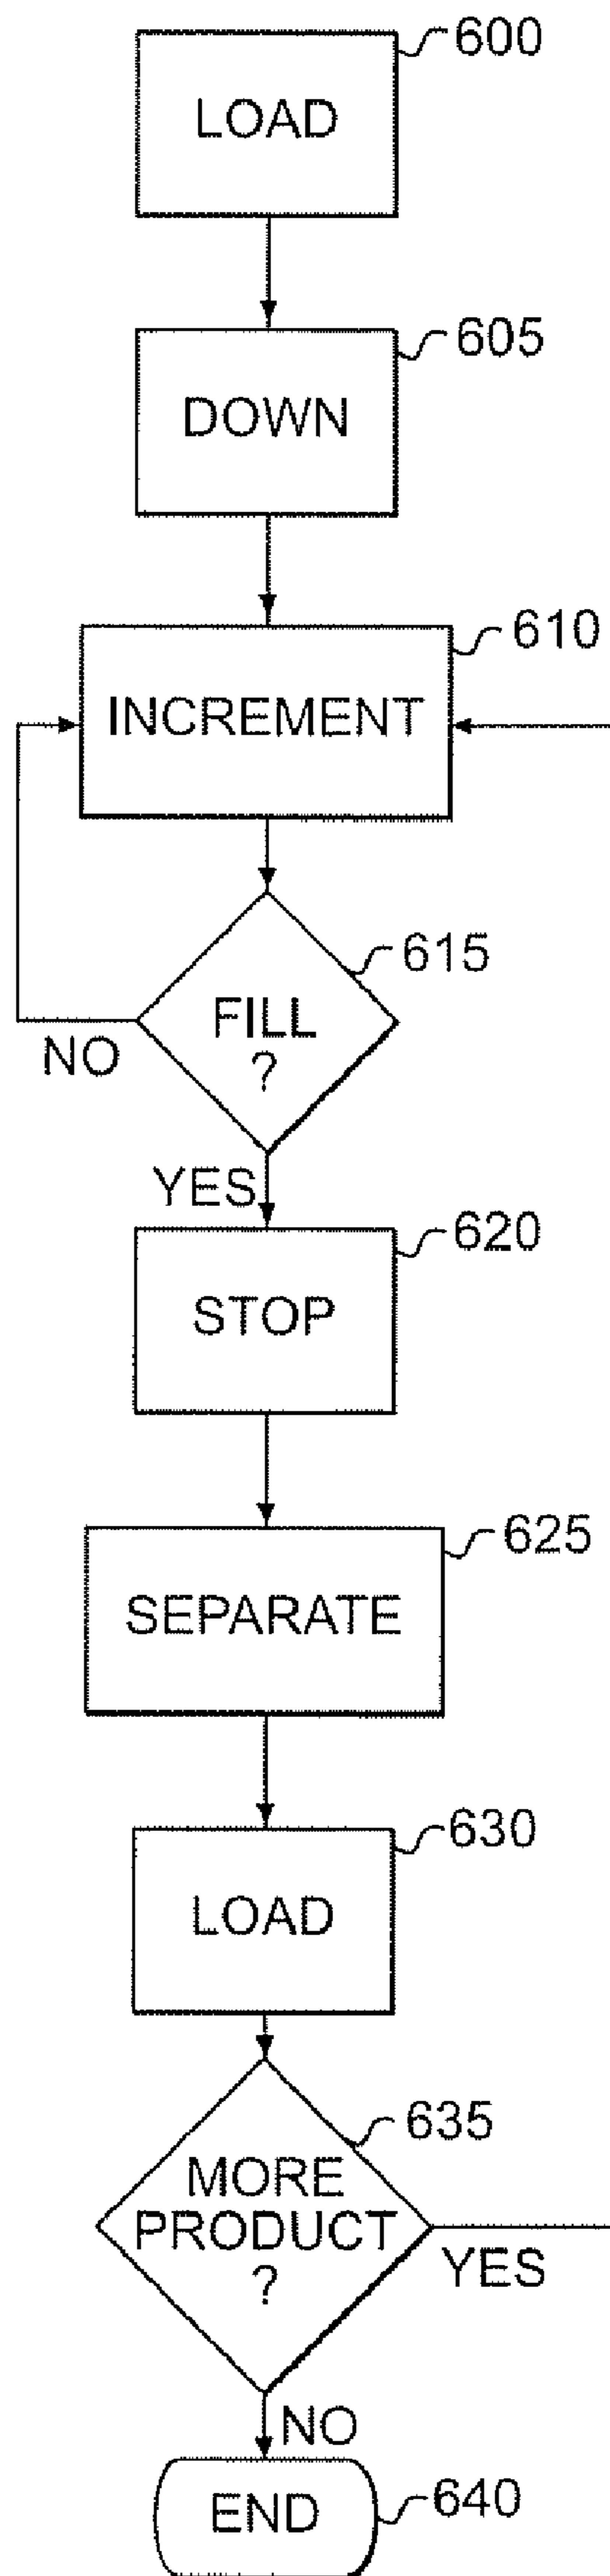 600
LOAD
605
DOWN
610
INCREMENT
615
FILL
?
NO
YES
620
STOP
625
SEPARATE
630
LOAD
635
MORE
PRODUCT
?
YES
NO
END
640